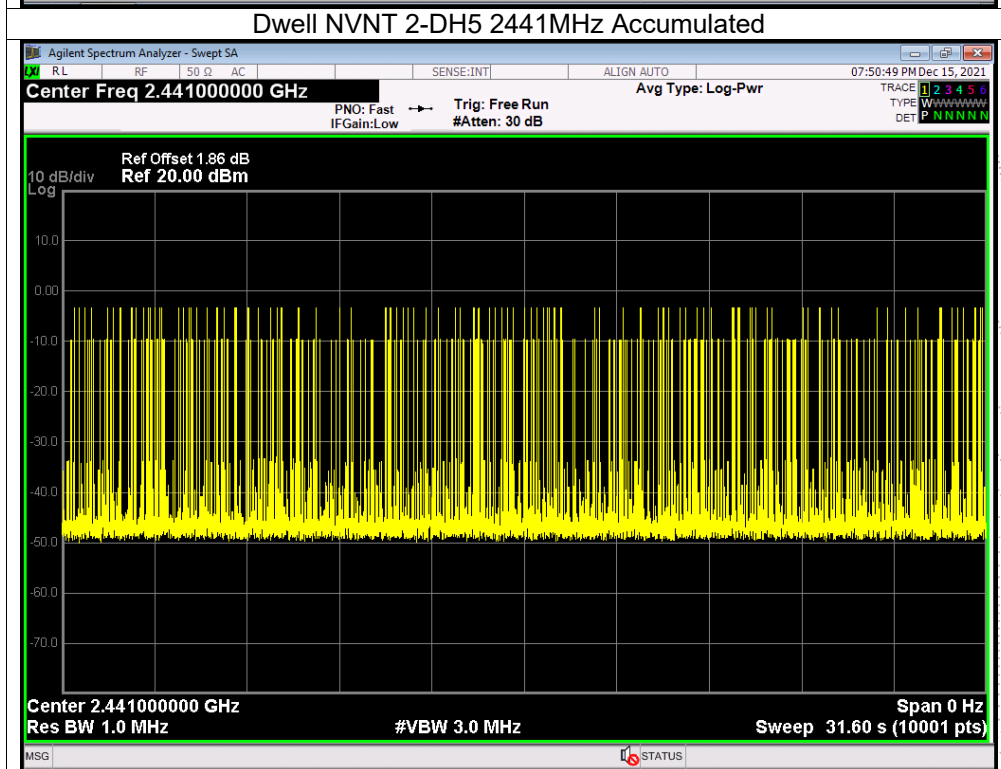 Dwell NVNT 2-DH5 2441MHz Accumulated
Agilent Spectrum Analyzer - Swept SA
LXI RL RF 50 Ω AC SENSE:INT ALIGN AUTO 07:50:49 PM Dec 15, 2021
Center Freq 2.441000000 GHz Avg Type: Log-Pwr TRACE 1 2 3 4 5 6
PNO: Fast Trig: Free Run TYPE WWWWWW
IFGain:Low #Atten: 30 dB DET P N N N N N
Ref Offset 1.86 dB
10 dB/div Ref 20.00 dBm
Log
10.0
0.00
-10.0
-20.0
-30.0
-40.0
-50.0
-60.0
-70.0
Center 2.441000000 GHz Span 0 Hz
Res BW 1.0 MHz #VBW 3.0 MHz Sweep 31.60 s (10001 pts)
MSG STATUS